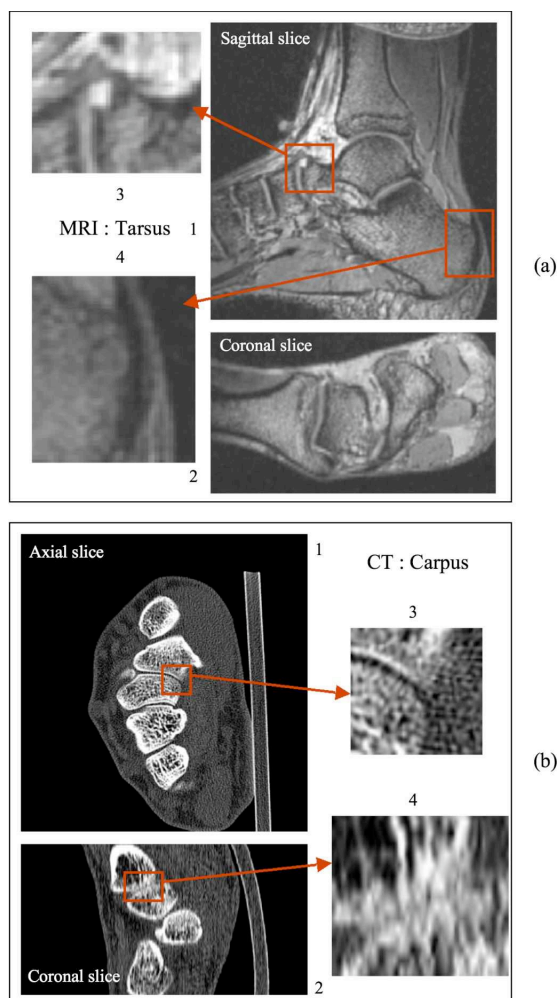 Sagittal slice
3
MRI : Tarsus
1
4
(a)
Coronal slice
2
Axial slice
1
CT : Carpus
3
(b)
4
Coronal slice
2